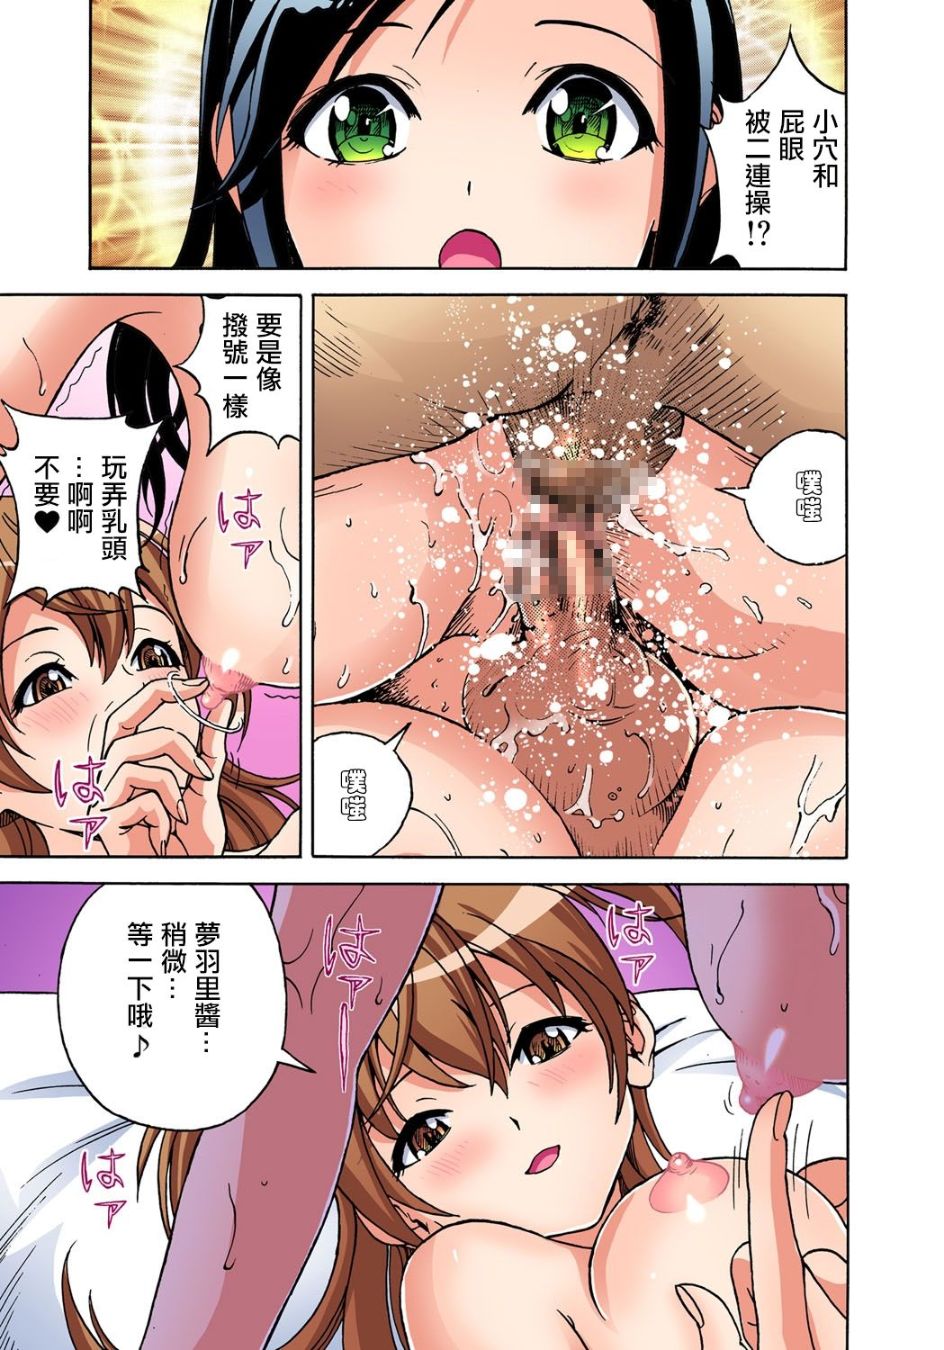 小穴和
屁眼
被二連操!?
噗嗤
噗嗤
要是像
撥號一樣
玩弄乳頭
…啊啊
不要♥
はァ
はァ
夢羽里醬…
稍微…
等一下哦♪
はァ
はァ
はァ